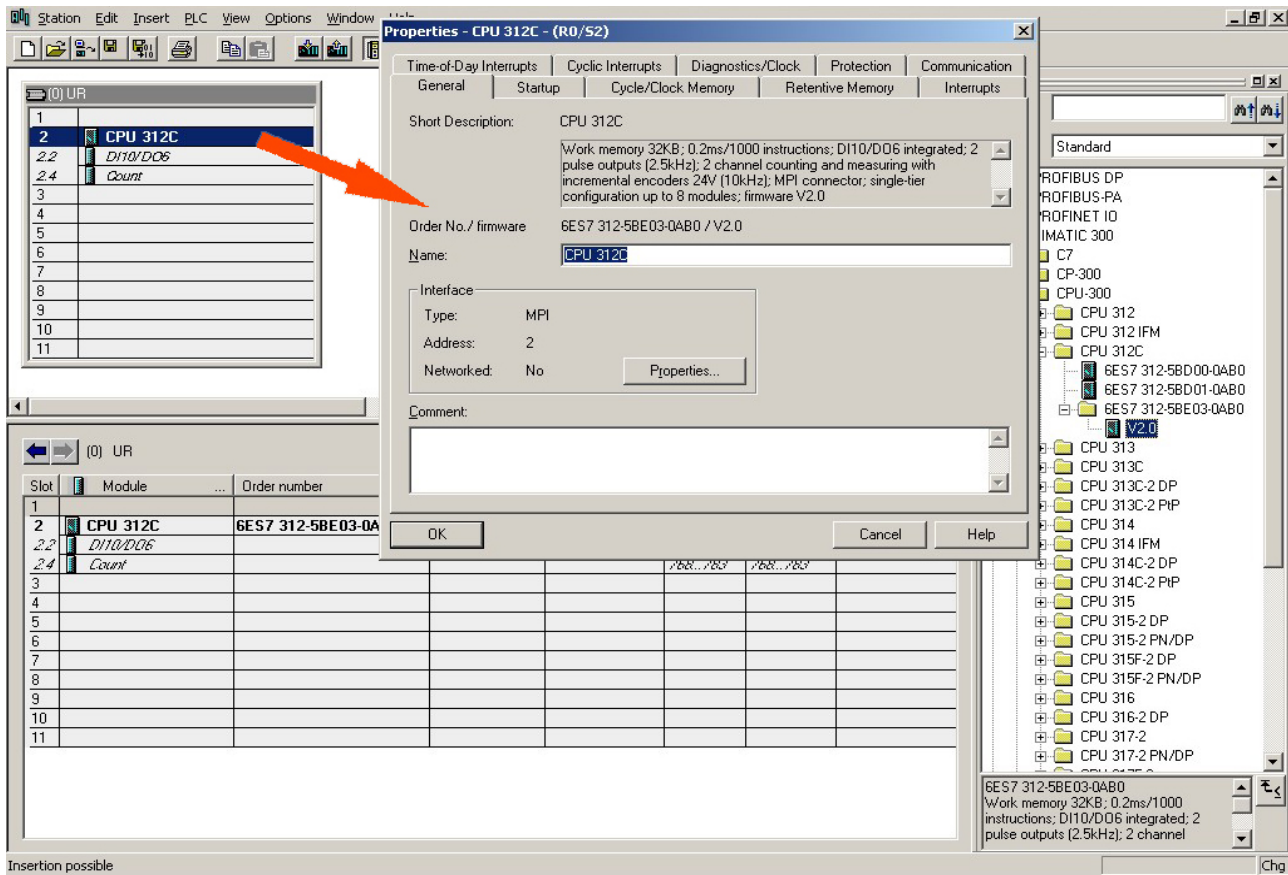 Station Edit Insert PLC View Options Window
Properties - CPU 312C - (R0/S2)
Time-of-Day Interrupts Cyclic Interrupts Diagnostics/Clock Protection Communication
General Startup Cycle/Clock Memory Retentive Memory Interrupts
Short Description: CPU 312C
Work memory 32KB; 0.2ms/1000 instructions; DI10/DO6 integrated; 2
pulse outputs (2.5kHz); 2 channel counting and measuring with
incremental encoders 24V (10kHz); MPI connector; single-tier
configuration up to 8 modules; firmware V2.0
Order No./ firmware 6ES7 312-5BE03-0AB0 / V2.0
Name: CPU 312C
Interface
Type: MPI
Address: 2
Networked: No Properties...
Comment:
OK Cancel Help
(0) UR
1
2 CPU 312C
2.2 DI10/DO6
2.4 Count
3
4
5
6
7
8
9
10
11
(0) UR
Slot Module ... Order number
1
2 CPU 312C 6ES7 312-5BE03-0A
2.2 DI10/DO6
2.4 Count 768...783 768...783
3
4
5
6
7
8
9
10
11
Standard
ROFIBUS DP
ROFIBUS-PA
ROFINET IO
IMATIC 300
C7
CP-300
CPU-300
CPU 312
CPU 312 IFM
CPU 312C
6ES7 312-5BD00-0AB0
6ES7 312-5BD01-0AB0
6ES7 312-5BE03-0AB0
V2.0
CPU 313
CPU 313C
CPU 313C-2 DP
CPU 313C-2 PtP
CPU 314
CPU 314 IFM
CPU 314C-2 DP
CPU 314C-2 PtP
CPU 315
CPU 315-2 DP
CPU 315-2 PN/DP
CPU 315F-2 DP
CPU 315F-2 PN/DP
CPU 316
CPU 316-2 DP
CPU 317-2
CPU 317-2 PN/DP
6ES7 312-5BE03-0AB0
Work memory 32KB; 0.2ms/1000
instructions; DI10/DO6 integrated; 2
pulse outputs (2.5kHz); 2 channel
Insertion possible Chg